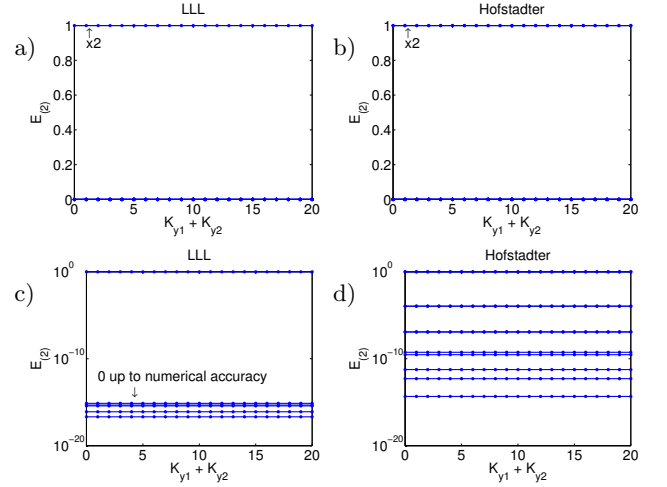 LLL
Hofstadter
a)
b)
1
0.8
0.6
0.4
0.2
0
E(2)
↑
x2
0 5 10 15 20
Ky1 + Ky2
1
0.8
0.6
0.4
0.2
0
E(2)
↑
x2
0 5 10 15 20
Ky1 + Ky2
LLL
Hofstadter
c)
d)
10^0
10^-10
10^-20
E(2)
0 up to numerical accuracy
↓
0 5 10 15 20
Ky1 + Ky2
10^0
10^-10
10^-20
E(2)
0 5 10 15 20
Ky1 + Ky2